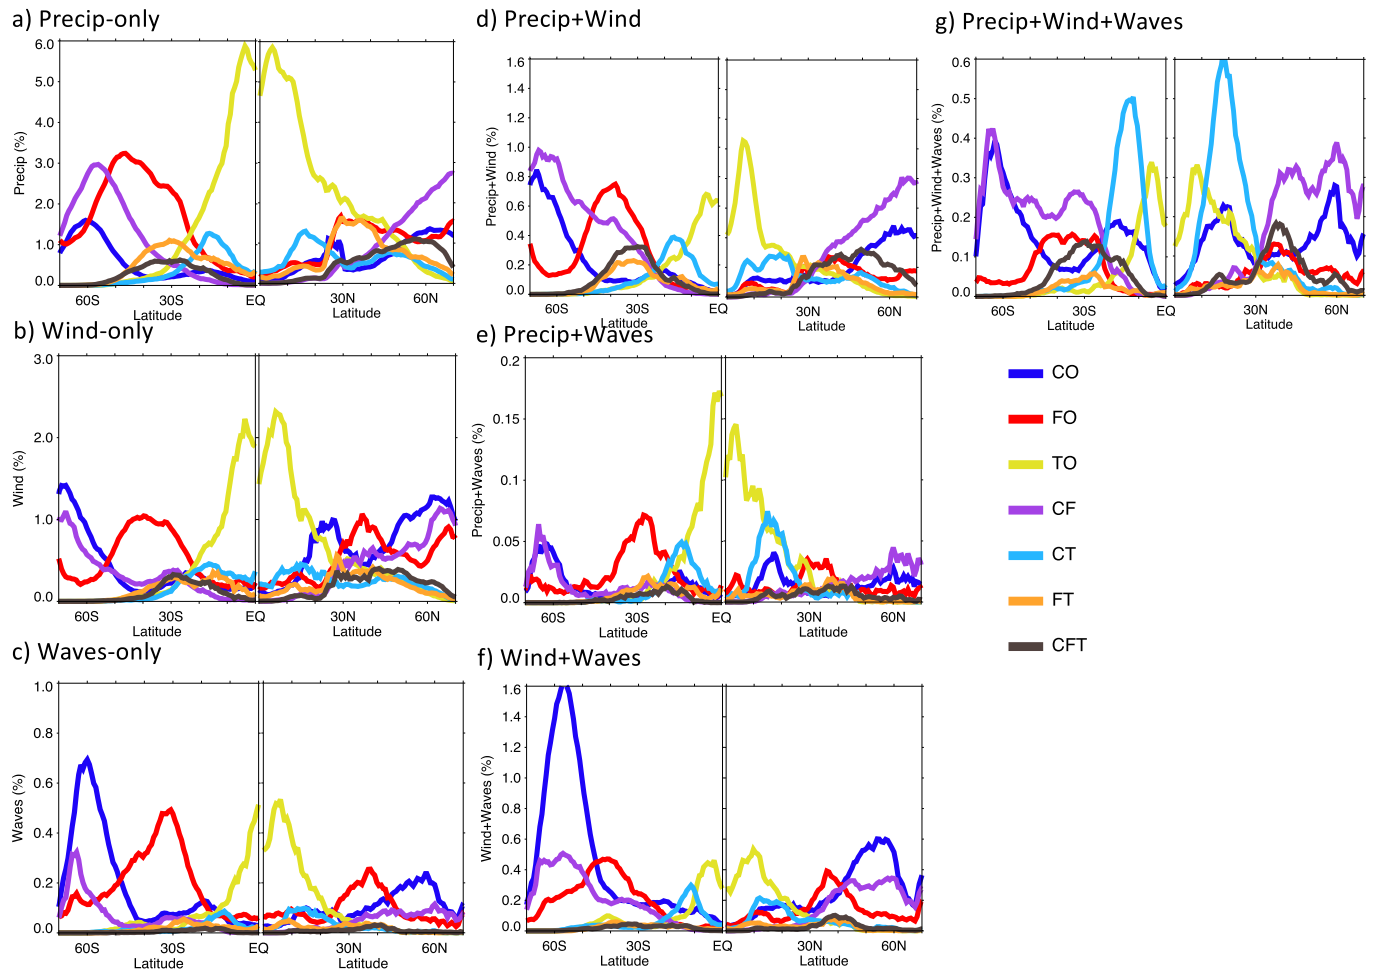 a) Precip-only
6.0
5.0
4.0
3.0
2.0
1.0
0.0
Precip (%)
60S 30S EQ 30N 60N
Latitude Latitude
b) Wind-only
3.0
2.0
1.0
0.0
Wind (%)
60S 30S EQ 30N 60N
Latitude Latitude
c) Waves-only
1.0
0.8
0.6
0.4
0.2
0.0
Waves (%)
60S 30S EQ 30N 60N
Latitude Latitude
d) Precip+Wind
1.6
1.4
1.2
1.0
0.8
0.6
0.4
0.2
0.0
Precip+Wind (%)
60S 30S EQ 30N 60N
Latitude Latitude
e) Precip+Waves
0.2
0.15
0.1
0.05
0.0
Precip+Waves (%)
60S 30S EQ 30N 60N
Latitude Latitude
f) Wind+Waves
1.6
1.4
1.2
1.0
0.8
0.6
0.4
0.2
0.0
Wind+Waves (%)
60S 30S EQ 30N 60N
Latitude Latitude
g) Precip+Wind+Waves
0.6
0.5
0.4
0.3
0.2
0.1
0.0
Precip+Wind+Waves (%)
60S 30S EQ 30N 60N
Latitude Latitude
CO
FO
TO
CF
CT
FT
CFT